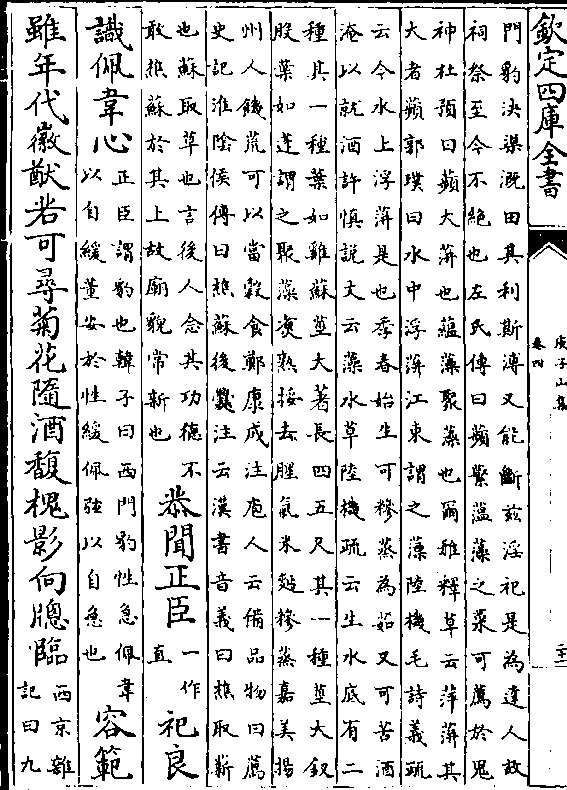 欽定四庫全書
庾子山集
卷四
門豹決渠溉田其利斯溥又能斷兹淫祀是為達人故
祠祭至今不絶也左氏傳曰蘋蘩薀藻之菜可薦於鬼
神杜預曰蘋大蓱也蘊藻聚藻也爾雅釋草云萍蓱其
大者蘋郭璞曰水中浮蓱江東謂之藻陸機毛詩義疏
云今水上浮蓱是也季春始生可糝蒸為茹又可苦酒
淹以就酒許慎說文云藻水草陸機疏云生水底有二
種其一種葉如雞蘇莖大著長四五尺其一種莖大釵
股葉如蓬謂之聚藻煑熟挼去腥氣米麪糝蒸嘉美揚
州人饑荒可以當穀食鄭康成注庖人云備品物曰薦
史記淮陰侯傳曰樵蘇後爨注云漢書音義曰樵取薪
也蘇取草也言後人念其功德不
敢樵蘇於其上故廟貌常新也
恭聞正臣一作直祀良
識佩韋心正臣謂豹也韓子曰西門豹性急佩韋
以自緩董安於性緩佩弦以自急也
容範
雖年代徽猷若可尋菊花隨酒馥槐影向牕臨西京雜
記曰九